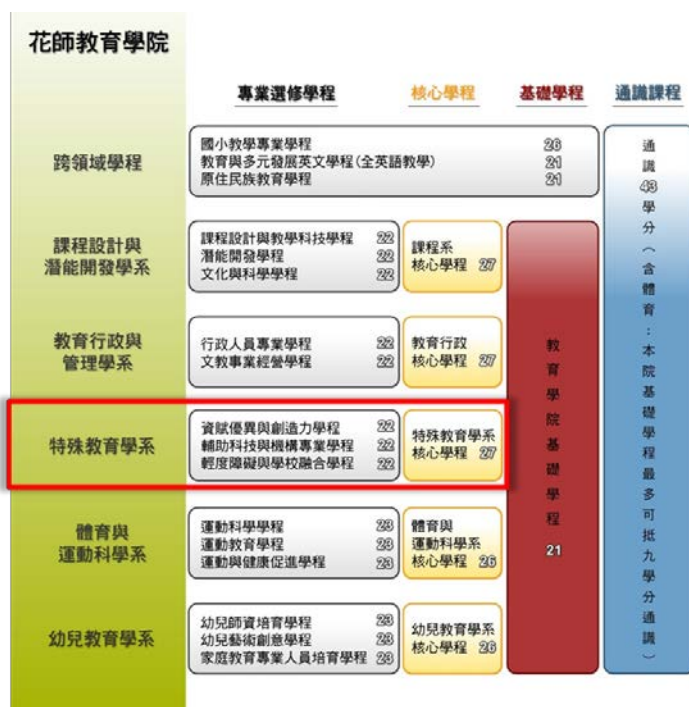 花師教育學院
專業選修學程 核心學程 基礎學程 通識課程
跨領域學程
國小教學專業學程 26
教育與多元發展英文學程(全英語教學) 21
原住民族教育學程 21
課程設計與
潛能開發學系
課程設計與教學科技學程 22
潛能開發學程 22
文化與科學學程 22
課程系
核心學程 27
教育行政與
管理學系
行政人員專業學程 22
文教事業經營學程 22
教育行政
核心學程 27
特殊教育學系
資賦優異與創造力學程 22
輔助科技與機構專業學程 22
輕度障礙與學校融合學程 22
特殊教育學系
核心學程 27
體育與
運動科學系
運動科學學程 23
運動教育學程 23
運動與健康促進學程 23
體育與
運動科學系
核心學程 26
幼兒教育學系
幼兒師資培育學程 23
幼兒藝術創意學程 23
家庭教育專業人員培育學程 23
幼兒教育學系
核心學程 26
教育學院基礎學程 21
通識43學分(含體育:本院基礎學程最多可抵九學分通識)